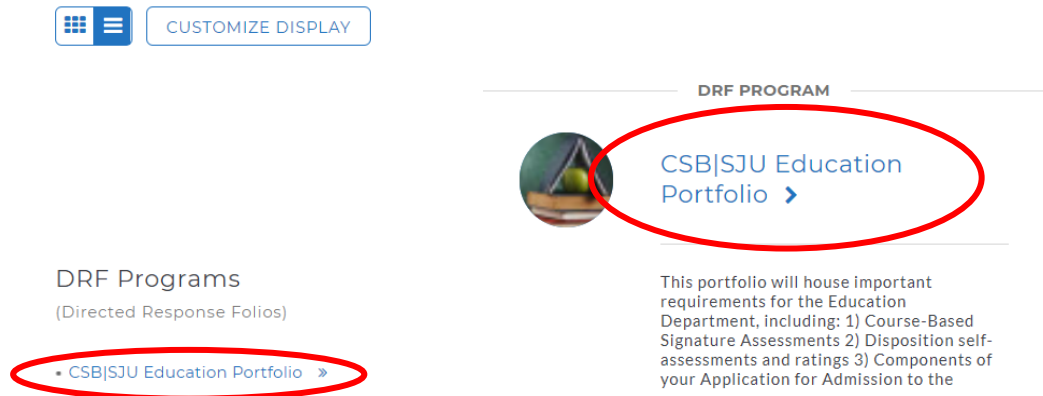 CUSTOMIZE DISPLAY
DRF Programs
(Directed Response Folios)
• CSB|SJU Education Portfolio »
DRF PROGRAM
CSB|SJU Education
Portfolio >
This portfolio will house important
requirements for the Education
Department, including: 1) Course-Based
Signature Assessments 2) Disposition self-
assessments and ratings 3) Components of
your Application for Admission to the